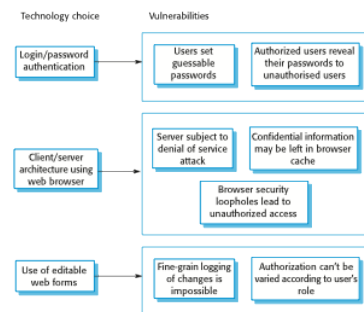 Technology choice
Vulnerabilities
Login/password
authentication
Users set
guessable
passwords
Authorized users reveal
their passwords to
unauthorised users
Client/server
architecture using
web browser
Server subject to
denial of service
attack
Confidential information
may be left in browser
cache
Browser security
loopholes lead to
unauthorized access
Use of editable
web forms
Fine-grain logging
of changes is
impossible
Authorization can't be
varied according to user's
role